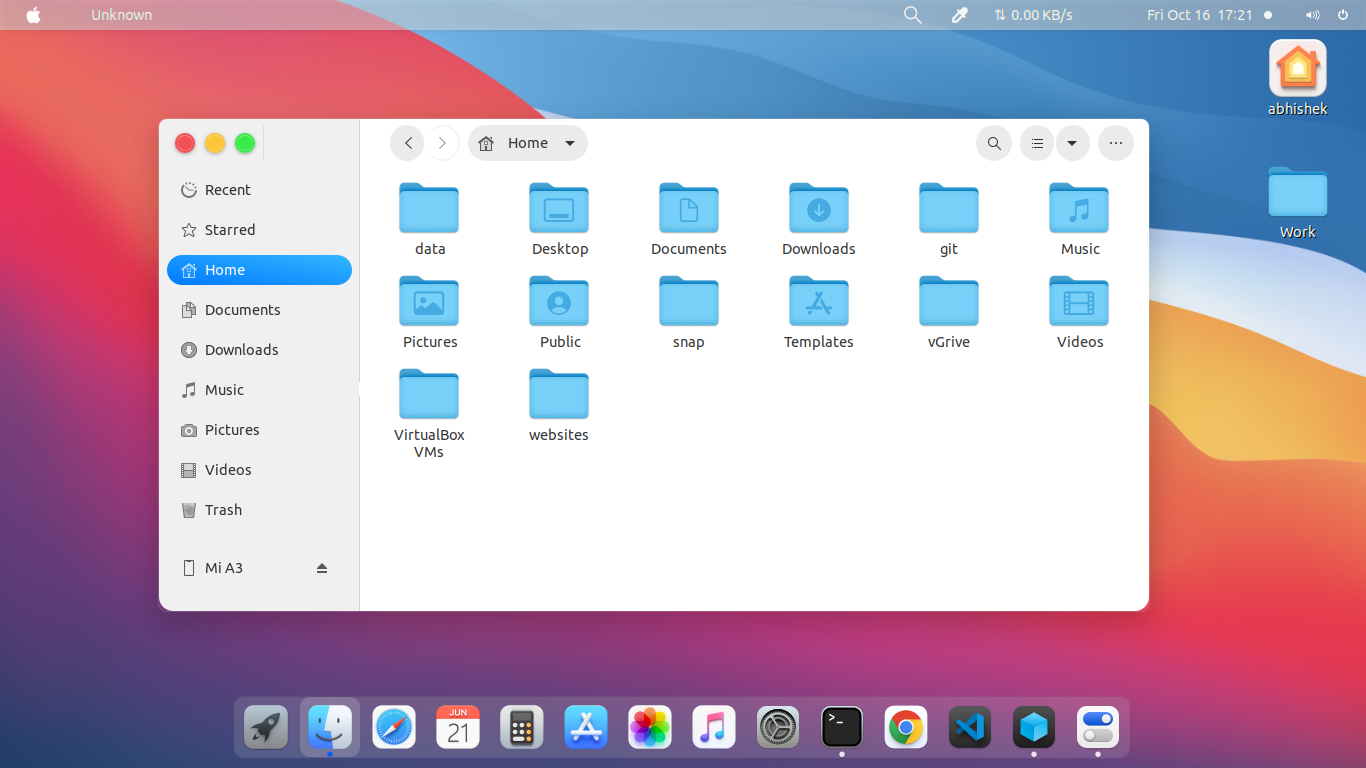 Unknown
⇅ 0.00 KB/s
Fri Oct 16 17:21
abhishek
Work
Home
Recent
Starred
Home
Documents
Downloads
Music
Pictures
Videos
Trash
Mi A3
data
Desktop
Documents
Downloads
git
Music
Pictures
Public
snap
Templates
vGrive
Videos
VirtualBox
VMs
websites
JUN
21
>_